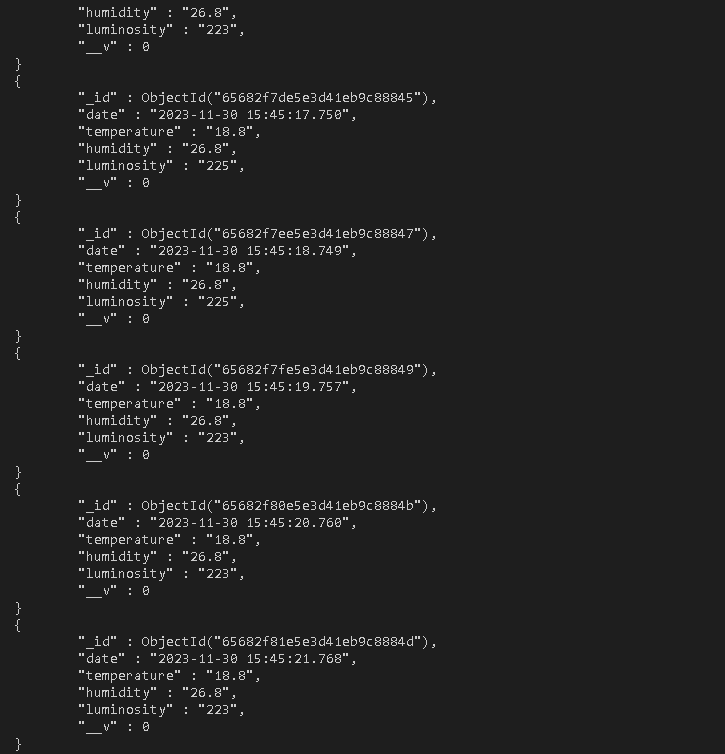 "humidity" : "26.8",
"luminosity" : "223",
"__v" : 0
}
{
"_id" : ObjectId("65682f7de5e3d41eb9c88845"),
"date" : "2023-11-30 15:45:17.750",
"temperature" : "18.8",
"humidity" : "26.8",
"luminosity" : "225",
"__v" : 0
}
{
"_id" : ObjectId("65682f7ee5e3d41eb9c88847"),
"date" : "2023-11-30 15:45:18.749",
"temperature" : "18.8",
"humidity" : "26.8",
"luminosity" : "225",
"__v" : 0
}
{
"_id" : ObjectId("65682f7fe5e3d41eb9c88849"),
"date" : "2023-11-30 15:45:19.757",
"temperature" : "18.8",
"humidity" : "26.8",
"luminosity" : "223",
"__v" : 0
}
{
"_id" : ObjectId("65682f80e5e3d41eb9c8884b"),
"date" : "2023-11-30 15:45:20.760",
"temperature" : "18.8",
"humidity" : "26.8",
"luminosity" : "223",
"__v" : 0
}
{
"_id" : ObjectId("65682f81e5e3d41eb9c8884d"),
"date" : "2023-11-30 15:45:21.768",
"temperature" : "18.8",
"humidity" : "26.8",
"luminosity" : "223",
"__v" : 0
}